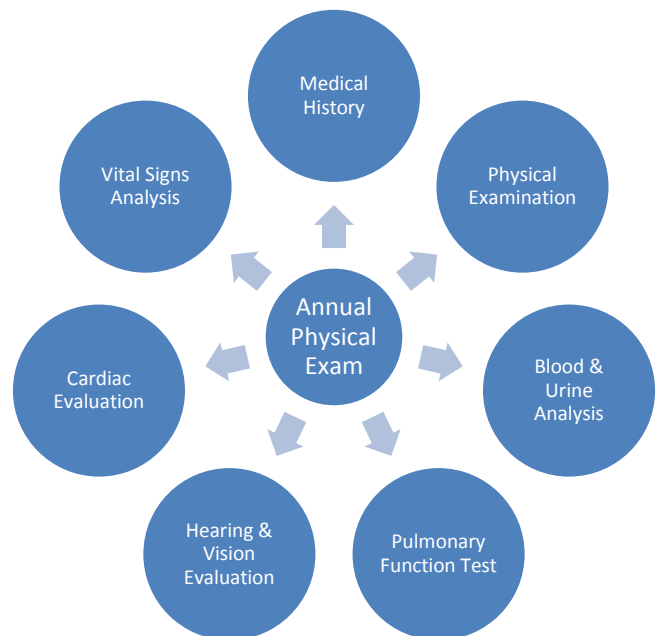 Medical
History
Physical
Examination
Blood &
Urine
Analysis
Pulmonary
Function Test
Hearing &
Vision
Evaluation
Cardiac
Evaluation
Vital Signs
Analysis
Annual
Physical
Exam